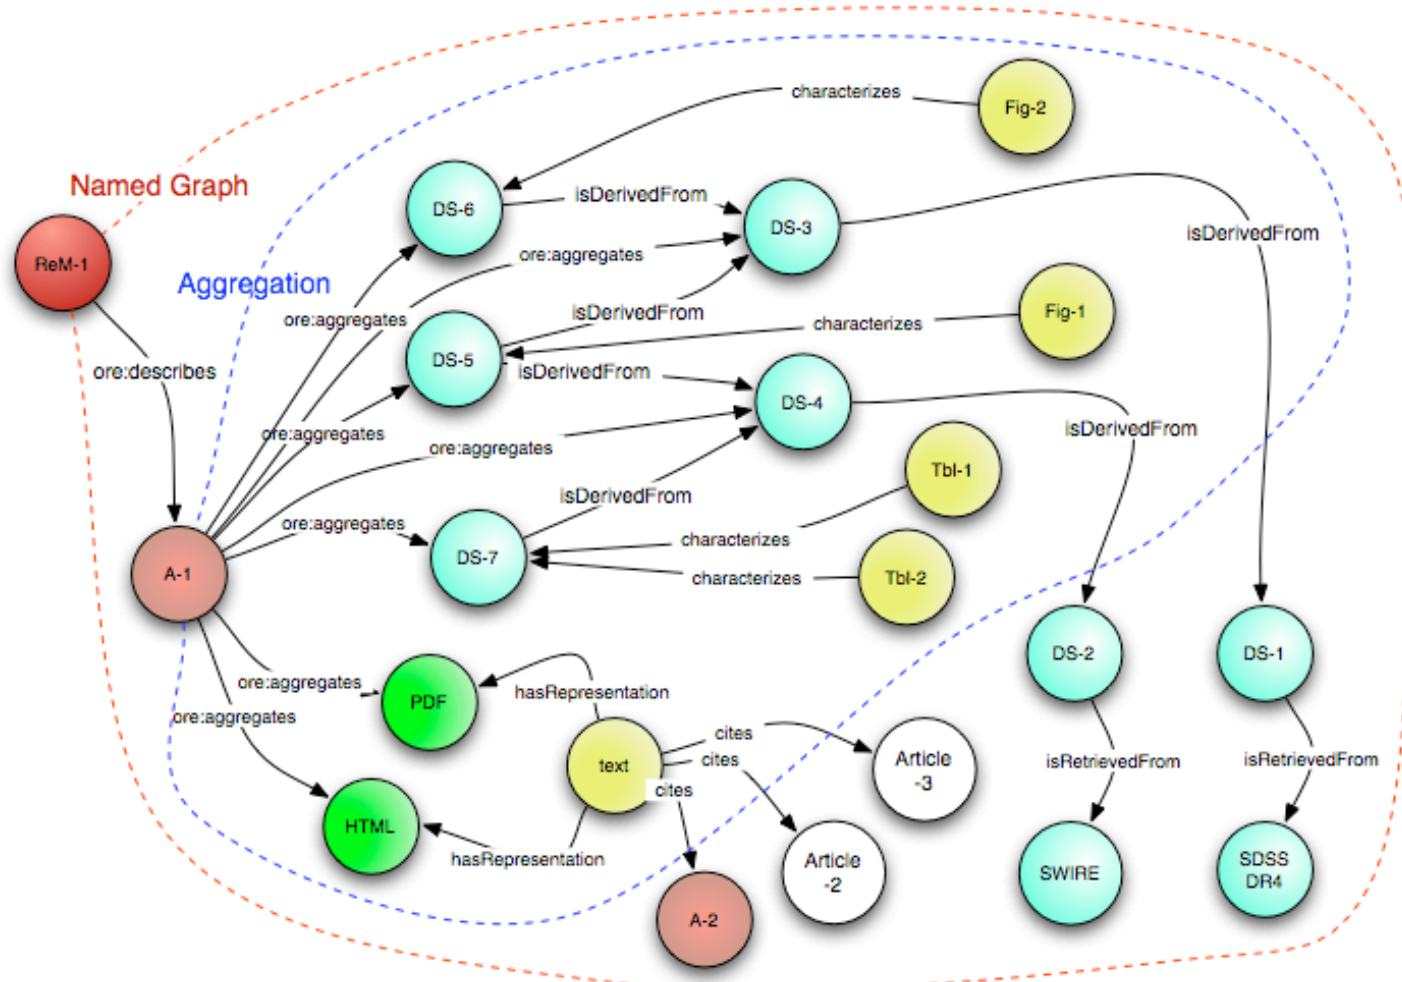 characterizes
Fig-2
Named Graph
DS-6
isDerivedFrom
DS-3
isDerivedFrom
ReM-1
ore:aggregates
Aggregation
ore:aggregates
isDerivedFrom
characterizes
Fig-1
DS-5
isDerivedFrom
ore:describes
DS-4
ore:aggregates
ore:aggregates
isDerivedFrom
Tbl-1
isDerivedFrom
ore:aggregates
characterizes
DS-7
A-1
characterizes
Tbl-2
DS-2
DS-1
ore:aggregates
hasRepresentation
PDF
ore:aggregates
cites
text
cites
Article
-3
isRetrievedFrom
isRetrievedFrom
cites
HTML
hasRepresentation
Article
-2
SWIRE
SDSS
DR4
A-2